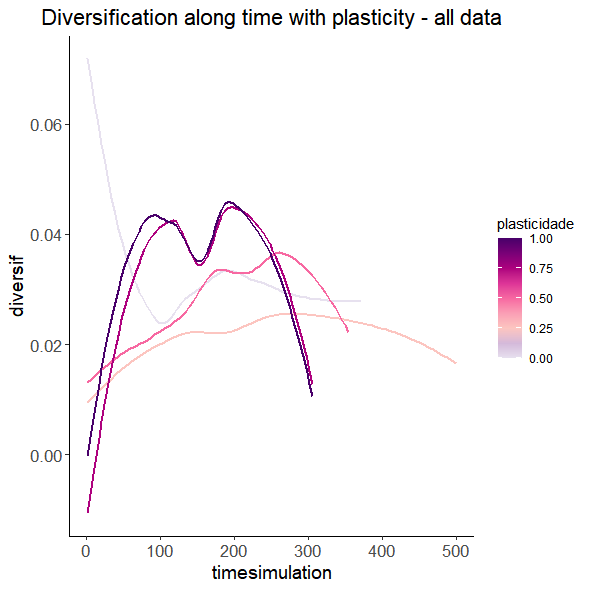 Diversification along time with plasticity - all data
diversif
0.06
0.04
0.02
0.00
0 100 200 300 400 500
timesimulation
plasticidade
1.00
0.75
0.50
0.25
0.00